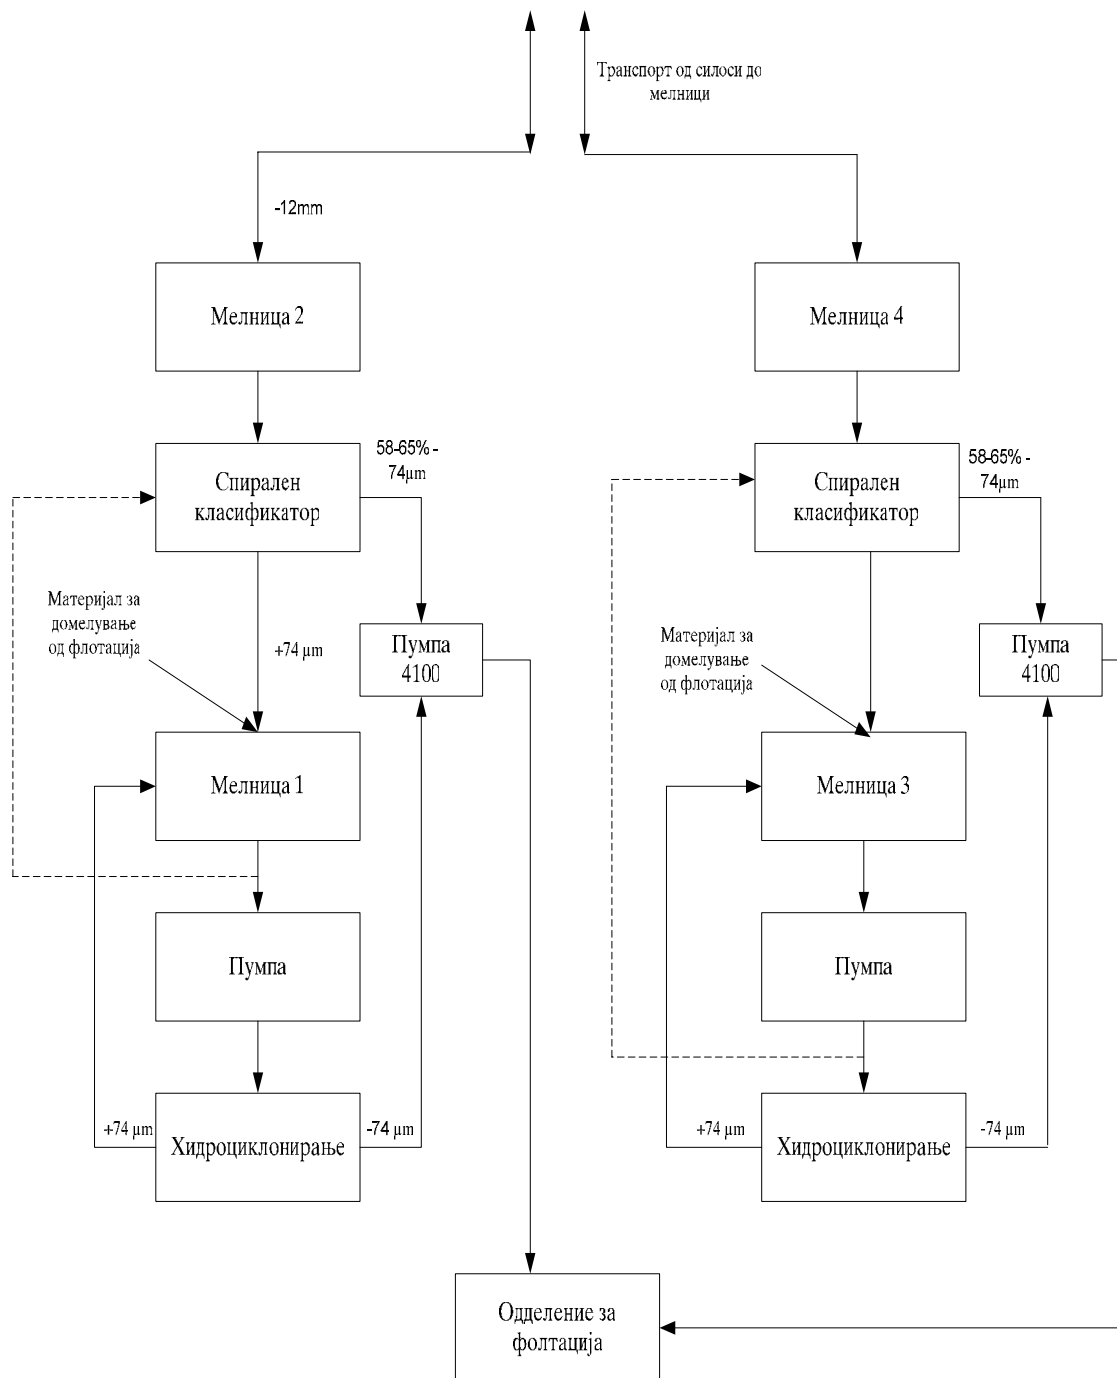 Транспорт од силоси до
мелници
-12mm
Мелница 2
Мелница 4
Спирален
класификатор
58-65% -
74µm
Спирален
класификатор
58-65% -
74µm
Материјал за
домелување
од флотација
+74 µm
Пумпа
4100
Материјал за
домелување
од флотација
Пумпа
4100
Мелница 1
Мелница 3
Пумпа
Пумпа
+74 µm
Хидроциклонирање
-74 µm
+74 µm
Хидроциклонирање
-74 µm
Одделение за
фолтација